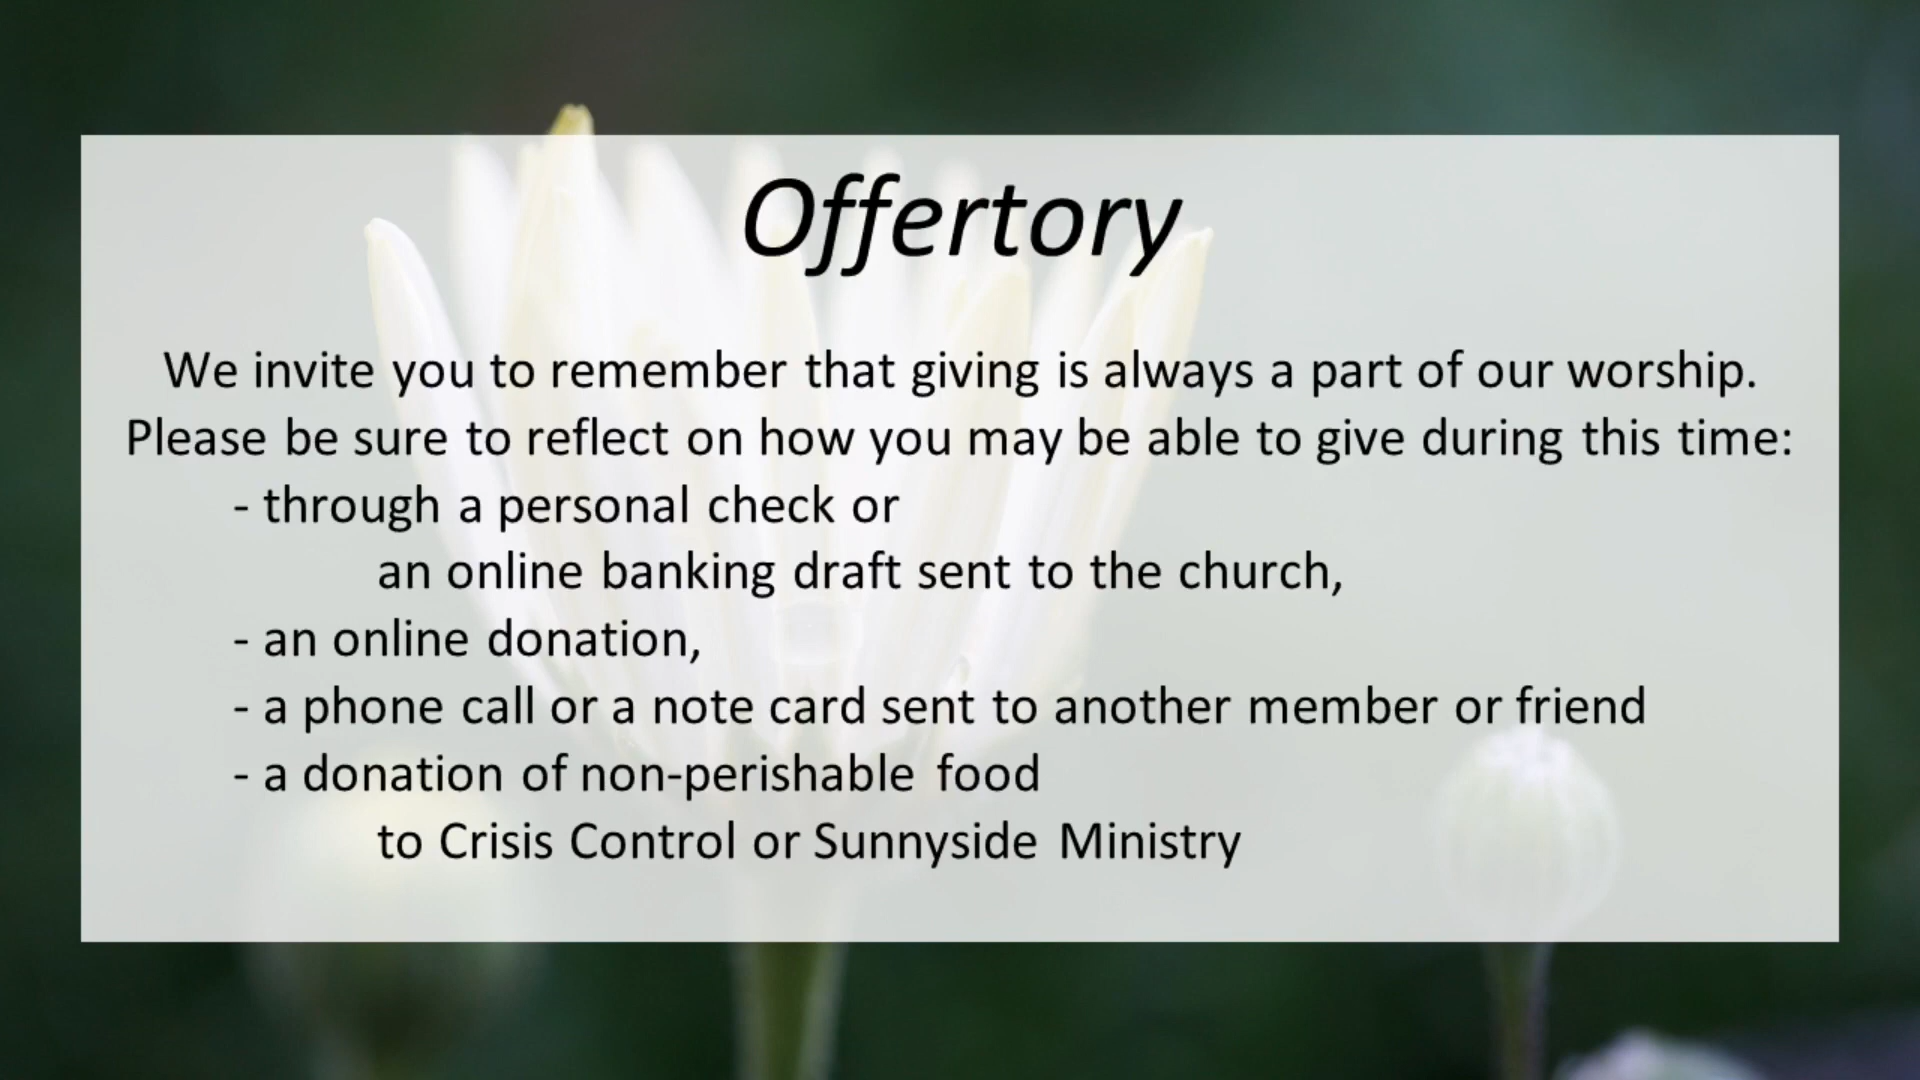 Offertory
We invite you to remember that giving is always a part of our worship.
Please be sure to reflect on how you may be able to give during this time:
- through a personal check or
an online banking draft sent to the church,
- an online donation,
- a phone call or a note card sent to another member or friend
- a donation of non-perishable food
to Crisis Control or Sunnyside Ministry